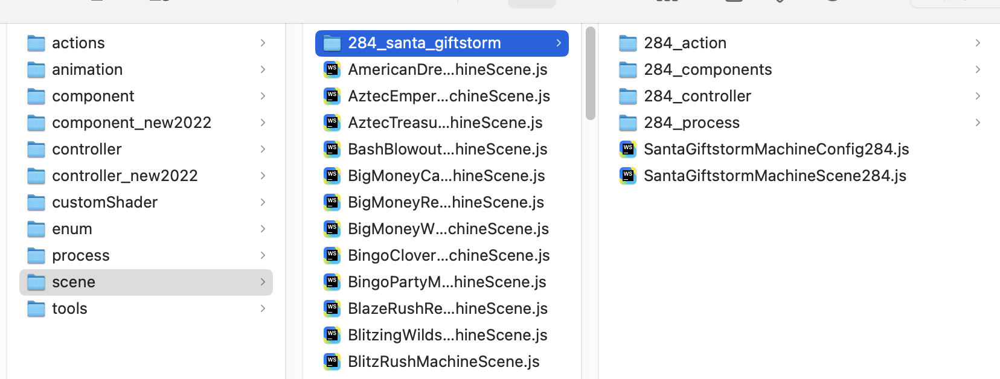 actions
animation
component
component_new2022
controller
controller_new2022
customShader
enum
process
scene
tools
284_santa_giftstorm
AmericanDre...hineScene.js
AztecEmper...chineScene.js
AztecTreasu...hineScene.js
BashBlowout...hineScene.js
BigMoneyCa...hineScene.js
BigMoneyRe...hineScene.js
BigMoneyW...chineScene.js
BingoClover...chineScene.js
BingoPartyM...hineScene.js
BlazeRushRe...hineScene.js
BlitzingWilds...hineScene.js
BlitzRushMachineScene.js
284_action
284_components
284_controller
284_process
SantaGiftstormMachineConfig284.js
SantaGiftstormMachineScene284.js